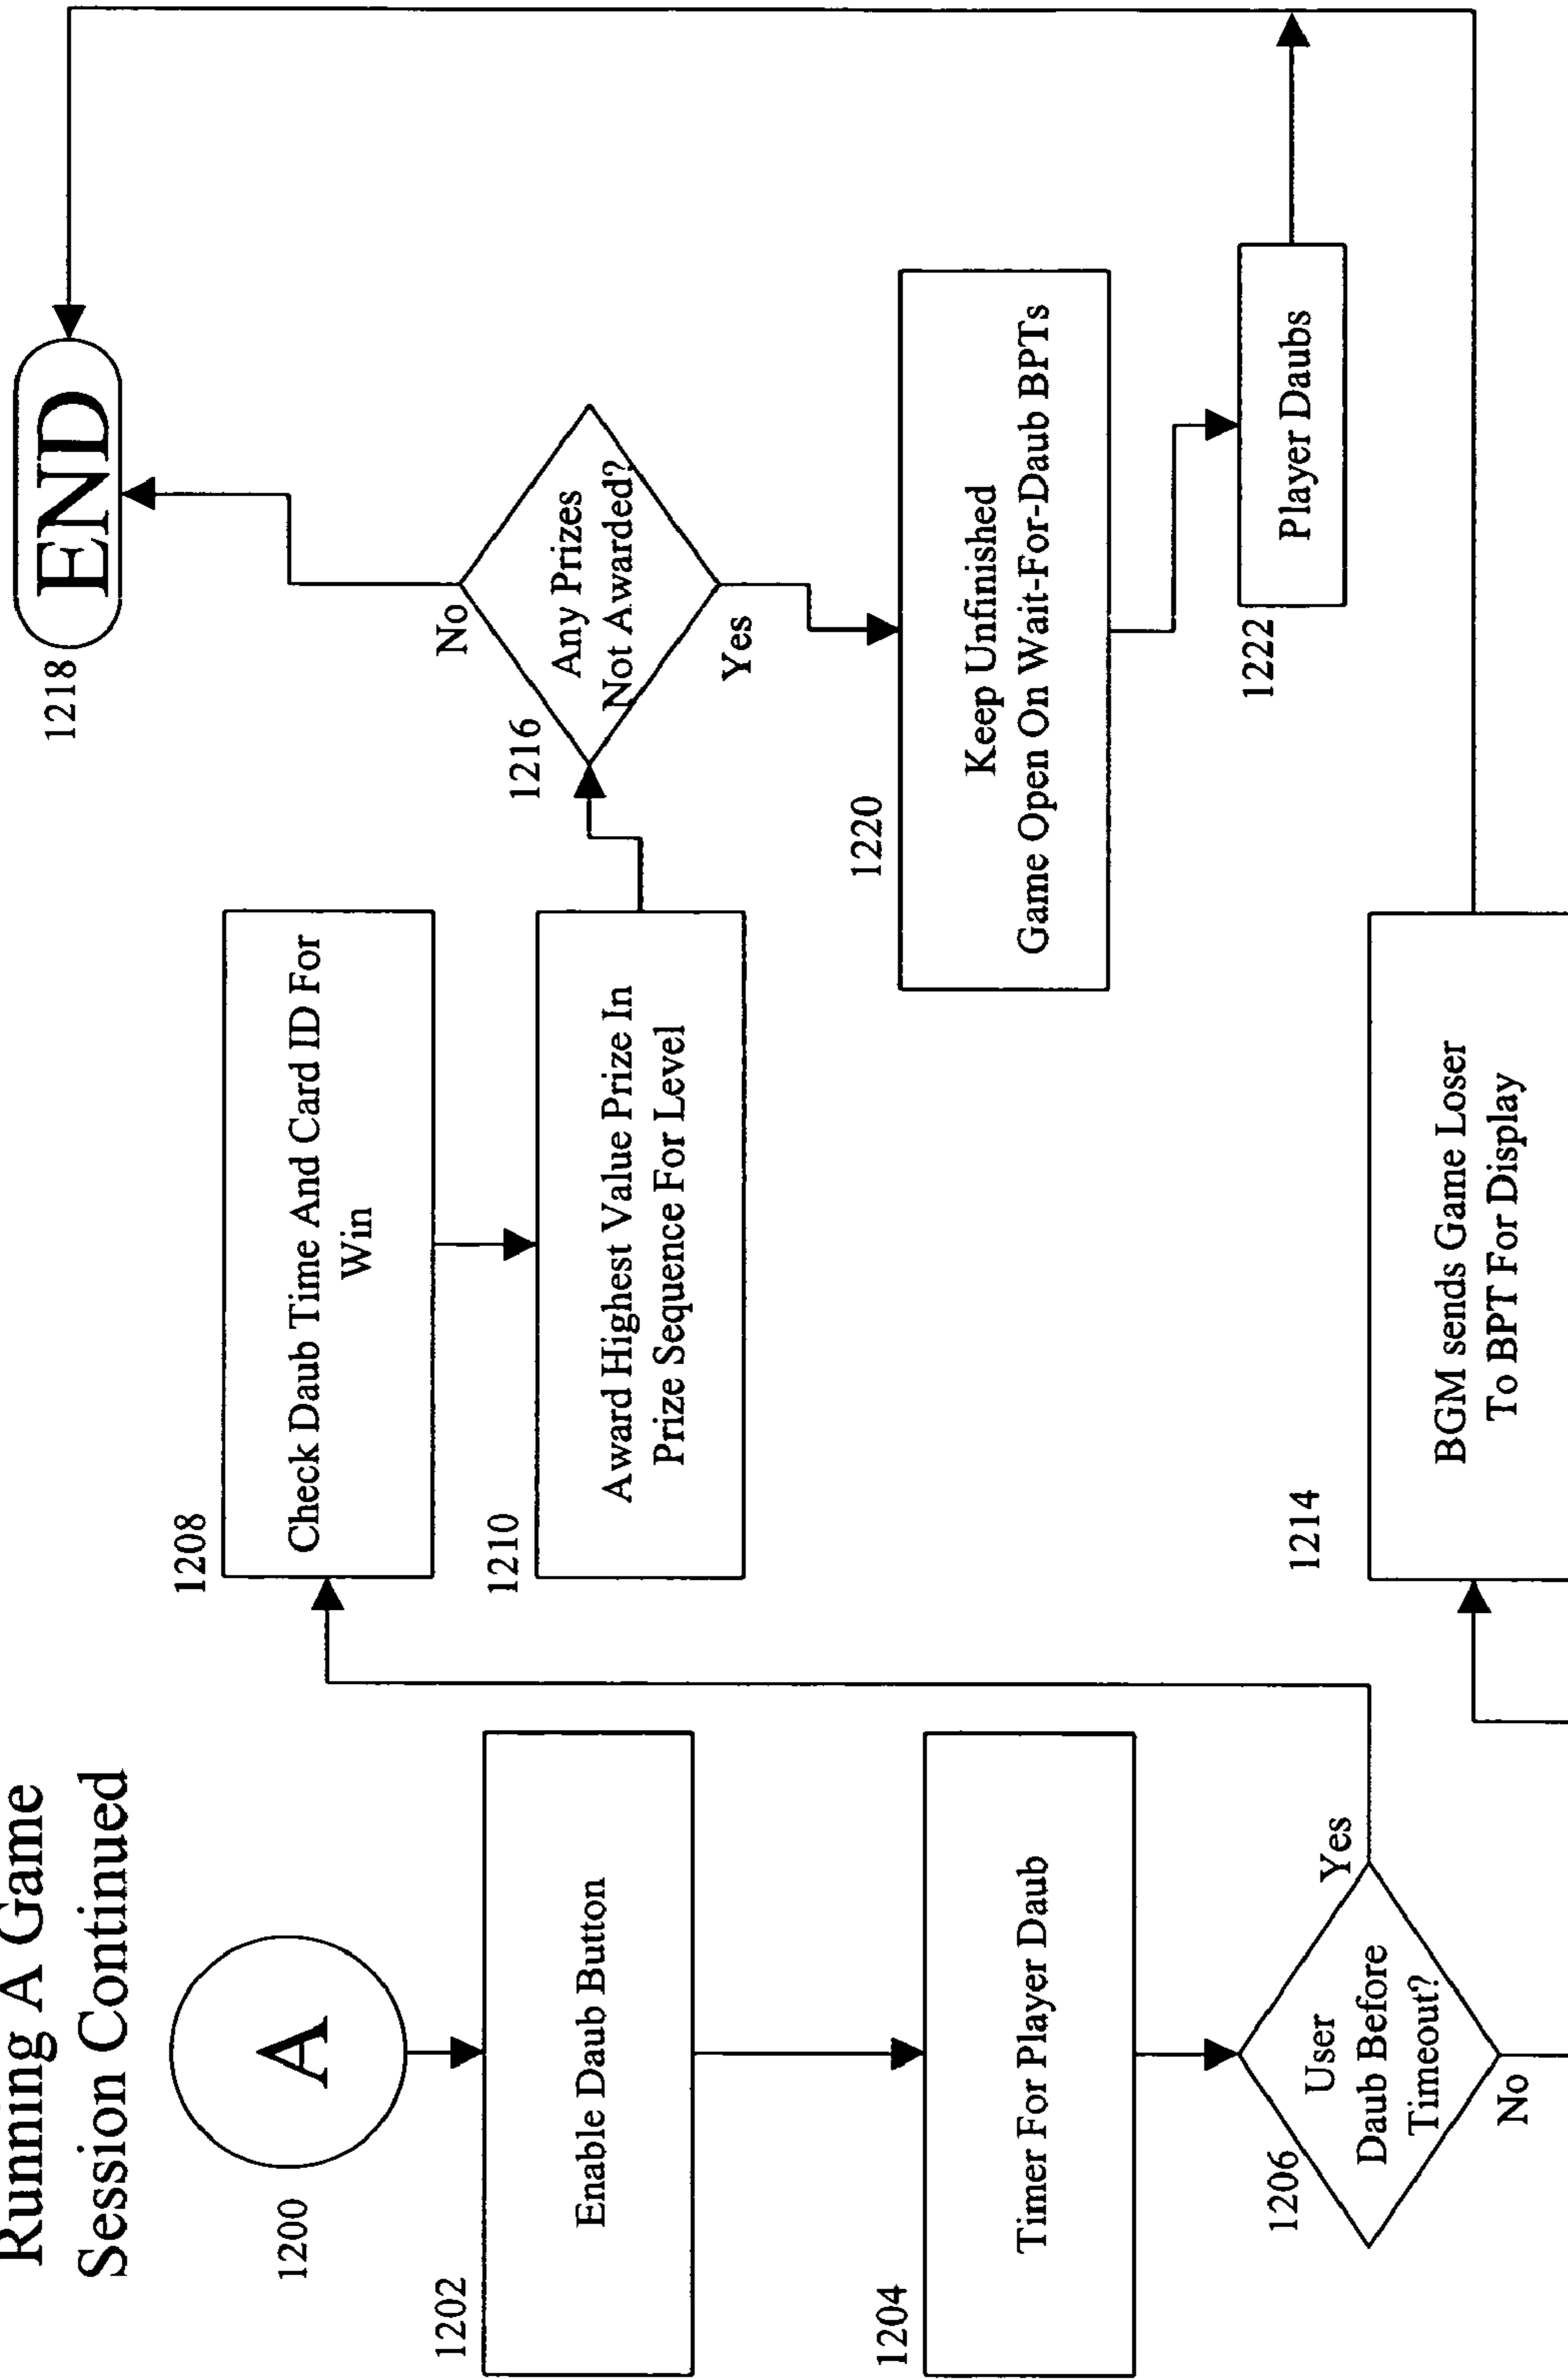 Running A Game
Session Continued
1200
A
1202
Enable Daub Button
1204
Timer For Player Daub
1206
User
Daub Before
Timeout?
Yes
No
1208
Check Daub Time And Card ID For
Win
1210
Award Highest Value Prize In
Prize Sequence For Level
1214
BGM sends Game Loser
To BPT For Display
1216
Any Prizes
Not Awarded?
No
Yes
1218
END
1220
Keep Unfinished
Game Open On Wait-For-Daub BPTs
1222
Player Daubs